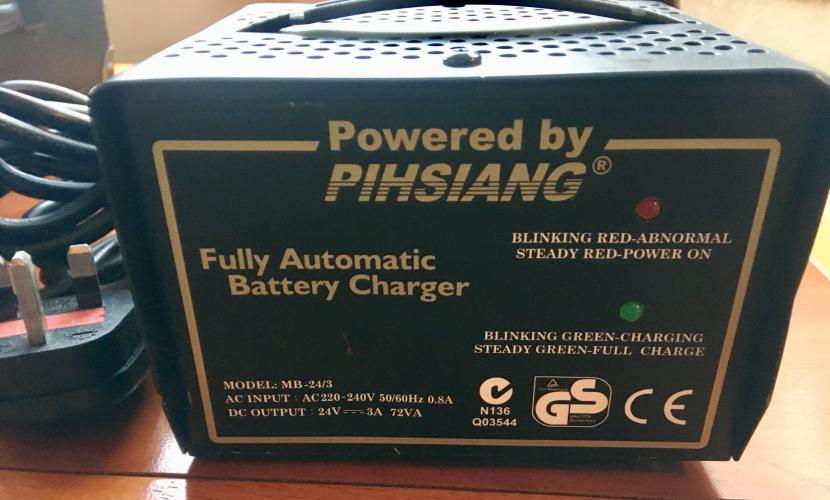 Powered by
PIHSIANG®
BLINKING RED-ABNORMAL
STEADY RED-POWER ON
Fully Automatic
Battery Charger
BLINKING GREEN-CHARGING
STEADY GREEN-FULL CHARGE
MODEL: MB-24/3
AC INPUT : AC220-240V 50/60Hz 0.8A
DC OUTPUT : 24V ⎓ 3A 72VA
N136
Q03544
GS
geprüfte
Sicherheit
CE